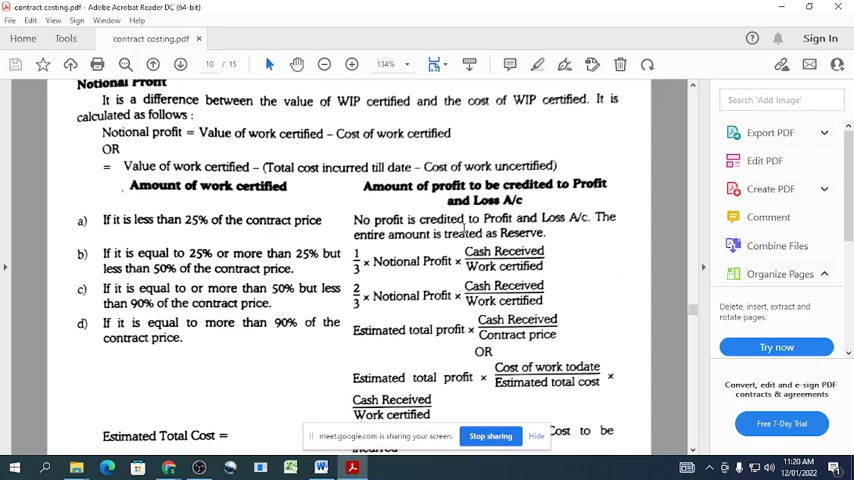 contract costing.pdf - Adobe Acrobat Reader DC (64-bit)
File Edit View Sign Window Help
Home Tools contract costing.pdf × Sign In
10 / 15 134%
Notional Profit
It is a difference between the value of WIP certified and the cost of WIP certified. It is
calculated as follows :
Notional profit = Value of work certified – Cost of work certified
OR
= Value of work certified – (Total cost incurred till date – Cost of work uncertified)
Amount of work certified Amount of profit to be credited to Profit
and Loss A/c
a) If it is less than 25% of the contract price No profit is credited to Profit and Loss A/c. The
entire amount is treated as Reserve.
b) If it is equal to 25% or more than 25% but
less than 50% of the contract price.
1/3 × Notional Profit × Cash Received / Work certified
c) If it is equal to or more than 50% but less
than 90% of the contract price.
2/3 × Notional Profit × Cash Received / Work certified
d) If it is equal to more than 90% of the
contract price.
Estimated total profit × Cash Received / Contract price
OR
Estimated total profit × Cost of work todate / Estimated total cost ×
Cash Received / Work certified
Estimated Total Cost = Cost to be
incurred
meet.google.com is sharing your screen. Stop sharing Hide
Search 'Add Image'
Export PDF
Edit PDF
Create PDF
Comment
Combine Files
Organize Pages
Delete, insert, extract and
rotate pages.
Try now
Convert, edit and e-sign PDF
contracts & agreements
Free 7-Day Trial
11:20 AM
12/01/2022